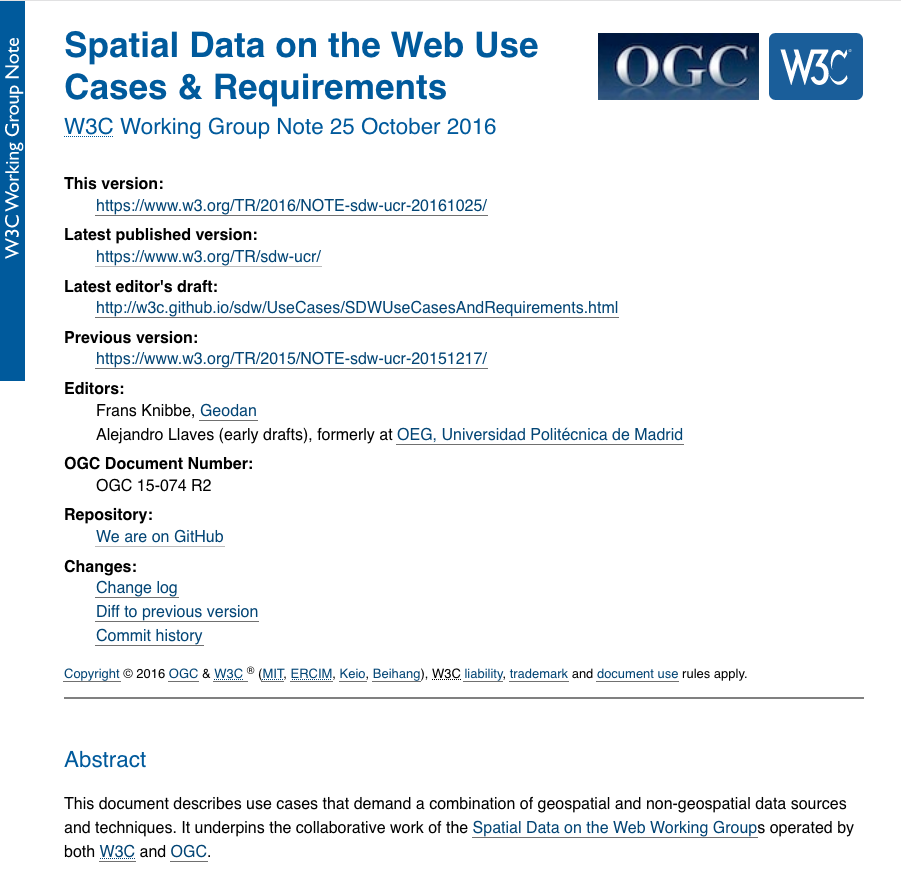 W3C Working Group Note
Spatial Data on the Web Use
Cases & Requirements
OGC
W3C
W3C Working Group Note 25 October 2016
This version:
https://www.w3.org/TR/2016/NOTE-sdw-ucr-20161025/
Latest published version:
https://www.w3.org/TR/sdw-ucr/
Latest editor's draft:
http://w3c.github.io/sdw/UseCases/SDWUseCasesAndRequirements.html
Previous version:
https://www.w3.org/TR/2015/NOTE-sdw-ucr-20151217/
Editors:
Frans Knibbe, Geodan
Alejandro Llaves (early drafts), formerly at OEG, Universidad Politécnica de Madrid
OGC Document Number:
OGC 15-074 R2
Repository:
We are on GitHub
Changes:
Change log
Diff to previous version
Commit history
Copyright © 2016 OGC & W3C ® (MIT, ERCIM, Keio, Beihang), W3C liability, trademark and document use rules apply.
Abstract
This document describes use cases that demand a combination of geospatial and non-geospatial data sources
and techniques. It underpins the collaborative work of the Spatial Data on the Web Working Groups operated by
both W3C and OGC.